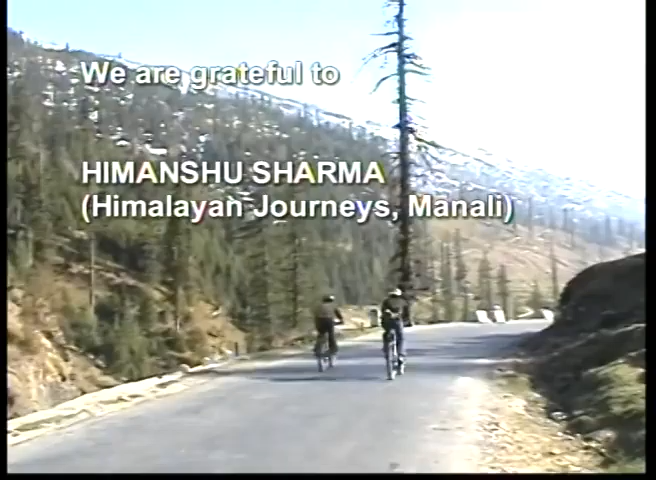 We are grateful to
HIMANSHU SHARMA
(Himalayan Journeys, Manali)